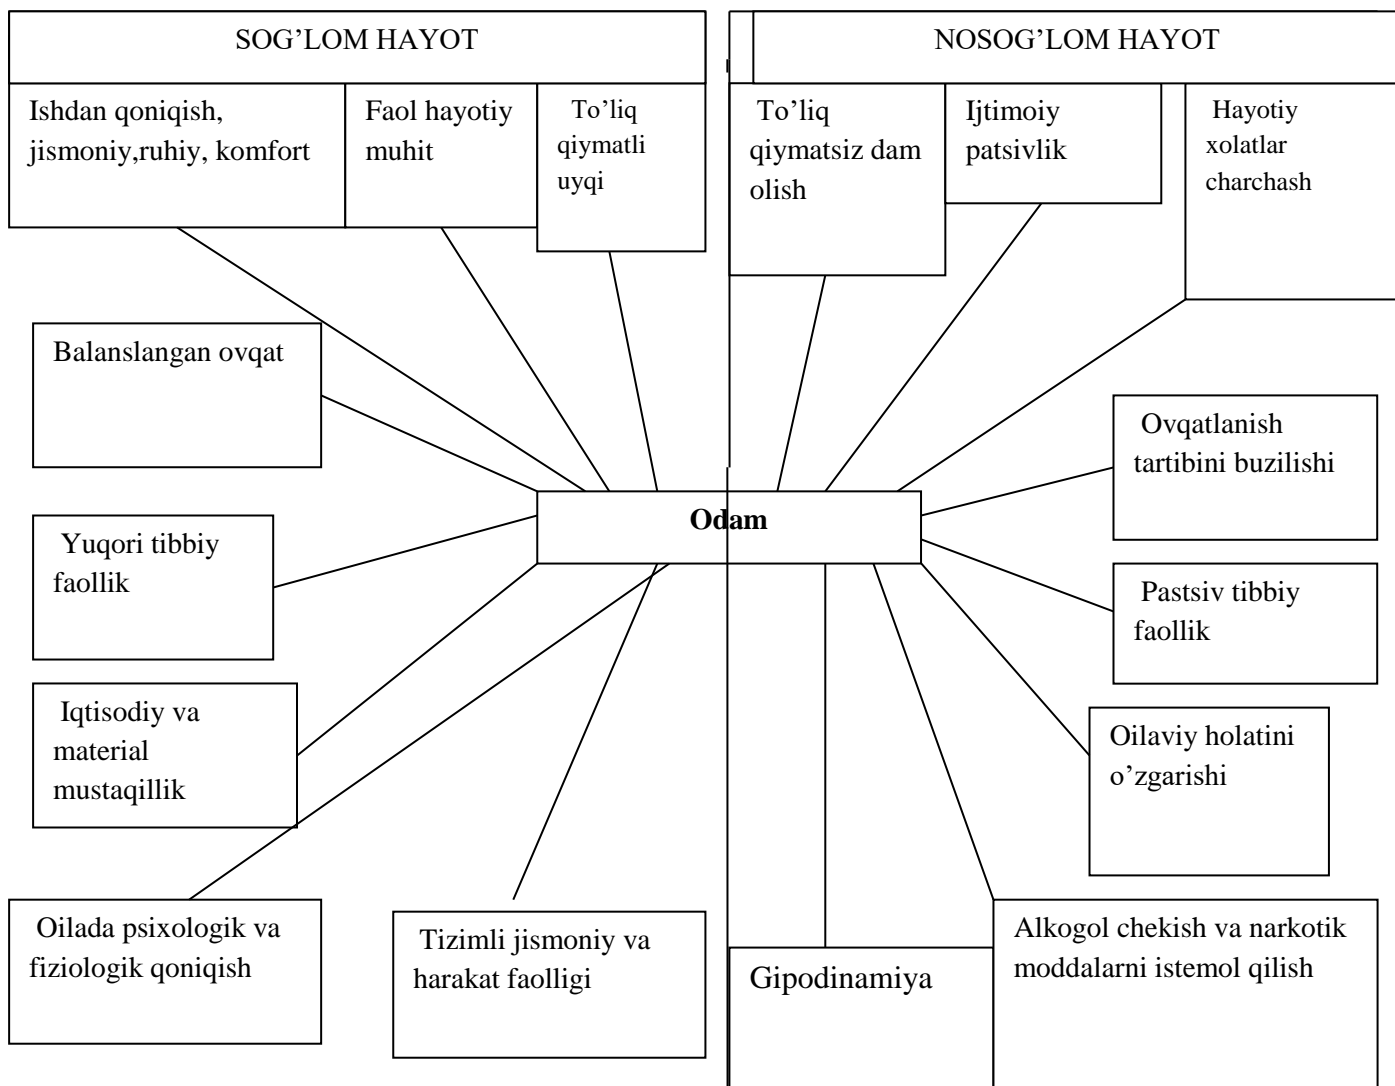 SOG’LOM HAYOT
NOSOG’LOM HAYOT
Ishdan qoniqish,
jismoniy,ruhiy, komfort
Faol hayotiy
muhit
To’liq
qiymatli
uyqi
To’liq
qiymatsiz dam
olish
Ijtimoiy
patsivlik
Hayotiy
xolatlar
charchash
Balanslangan ovqat
Ovqatlanish
tartibini buzilishi
Odam
Yuqori tibbiy
faollik
Pastsiv tibbiy
faollik
Iqtisodiy va
material
mustaqillik
Oilaviy holatini
o’zgarishi
Oilada psixologik va
fiziologik qoniqish
Tizimli jismoniy va
harakat faolligi
Gipodinamiya
Alkogol chekish va narkotik
moddalarni istemol qilish